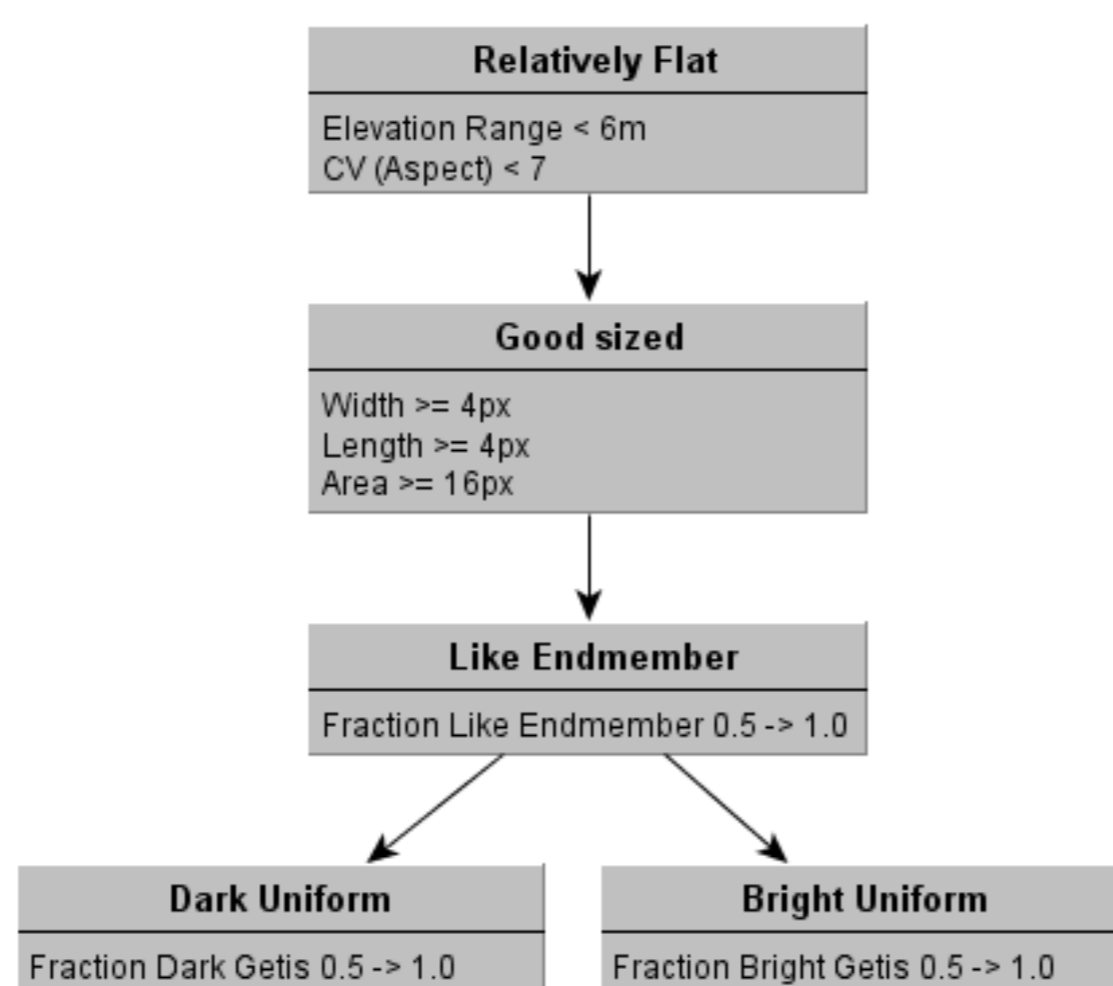 Relatively Flat
Elevation Range < 6m
CV (Aspect) < 7
Good sized
Width >= 4px
Length >= 4px
Area >= 16px
Like Endmember
Fraction Like Endmember 0.5 -> 1.0
Dark Uniform
Fraction Dark Getis 0.5 -> 1.0
Bright Uniform
Fraction Bright Getis 0.5 -> 1.0